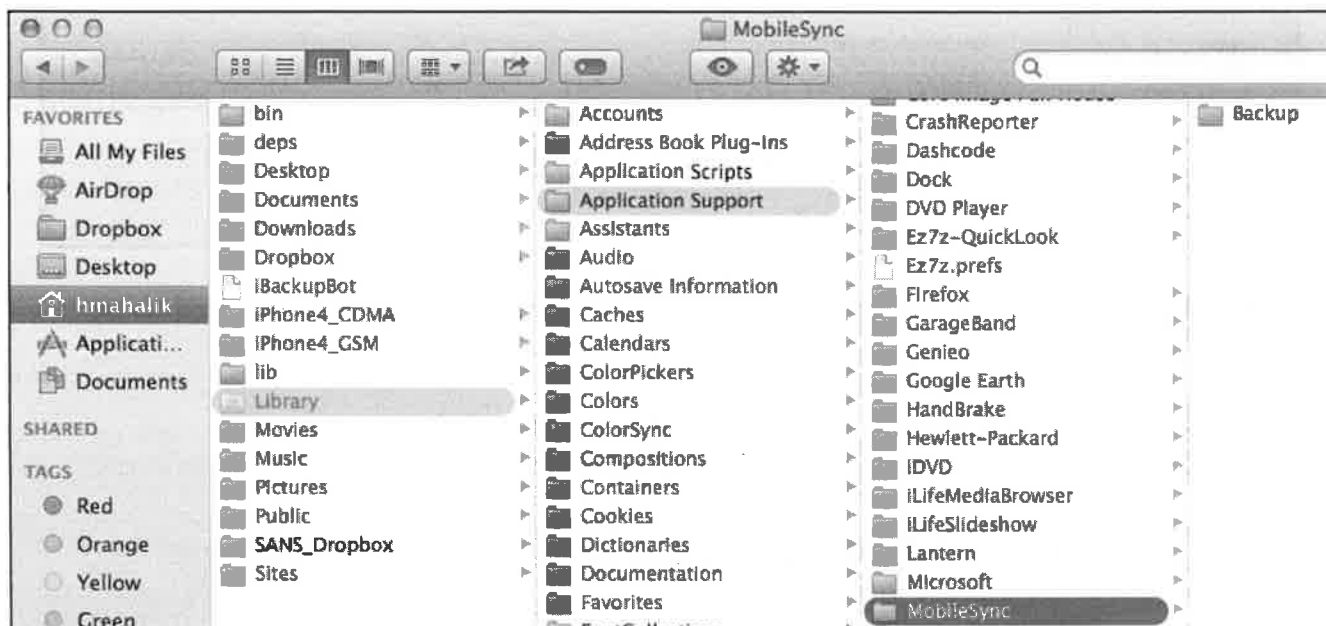 MobileSync
FAVORITES
All My Files
AirDrop
Dropbox
Desktop
hmahalik
Applicati...
Documents
SHARED
TAGS
Red
Orange
Yellow
Green
bin
deps
Desktop
Documents
Downloads
Dropbox
iBackupBot
iPhone4_CDMA
iPhone4_GSM
lib
Library
Movies
Music
Pictures
Public
SANS_Dropbox
Sites
Accounts
Address Book Plug-Ins
Application Scripts
Application Support
Assistants
Audio
Autosave Information
Caches
Calendars
ColorPickers
Colors
ColorSync
Compositions
Containers
Cookies
Dictionaries
Documentation
Favorites
CrashReporter
Dashcode
Dock
DVD Player
Ez7z-QuickLook
Ez7z.prefs
Firefox
GarageBand
Genieo
Google Earth
HandBrake
Hewlett-Packard
iDVD
iLifeMediaBrowser
iLifeSlideshow
Lantern
Microsoft
MobileSync
Backup